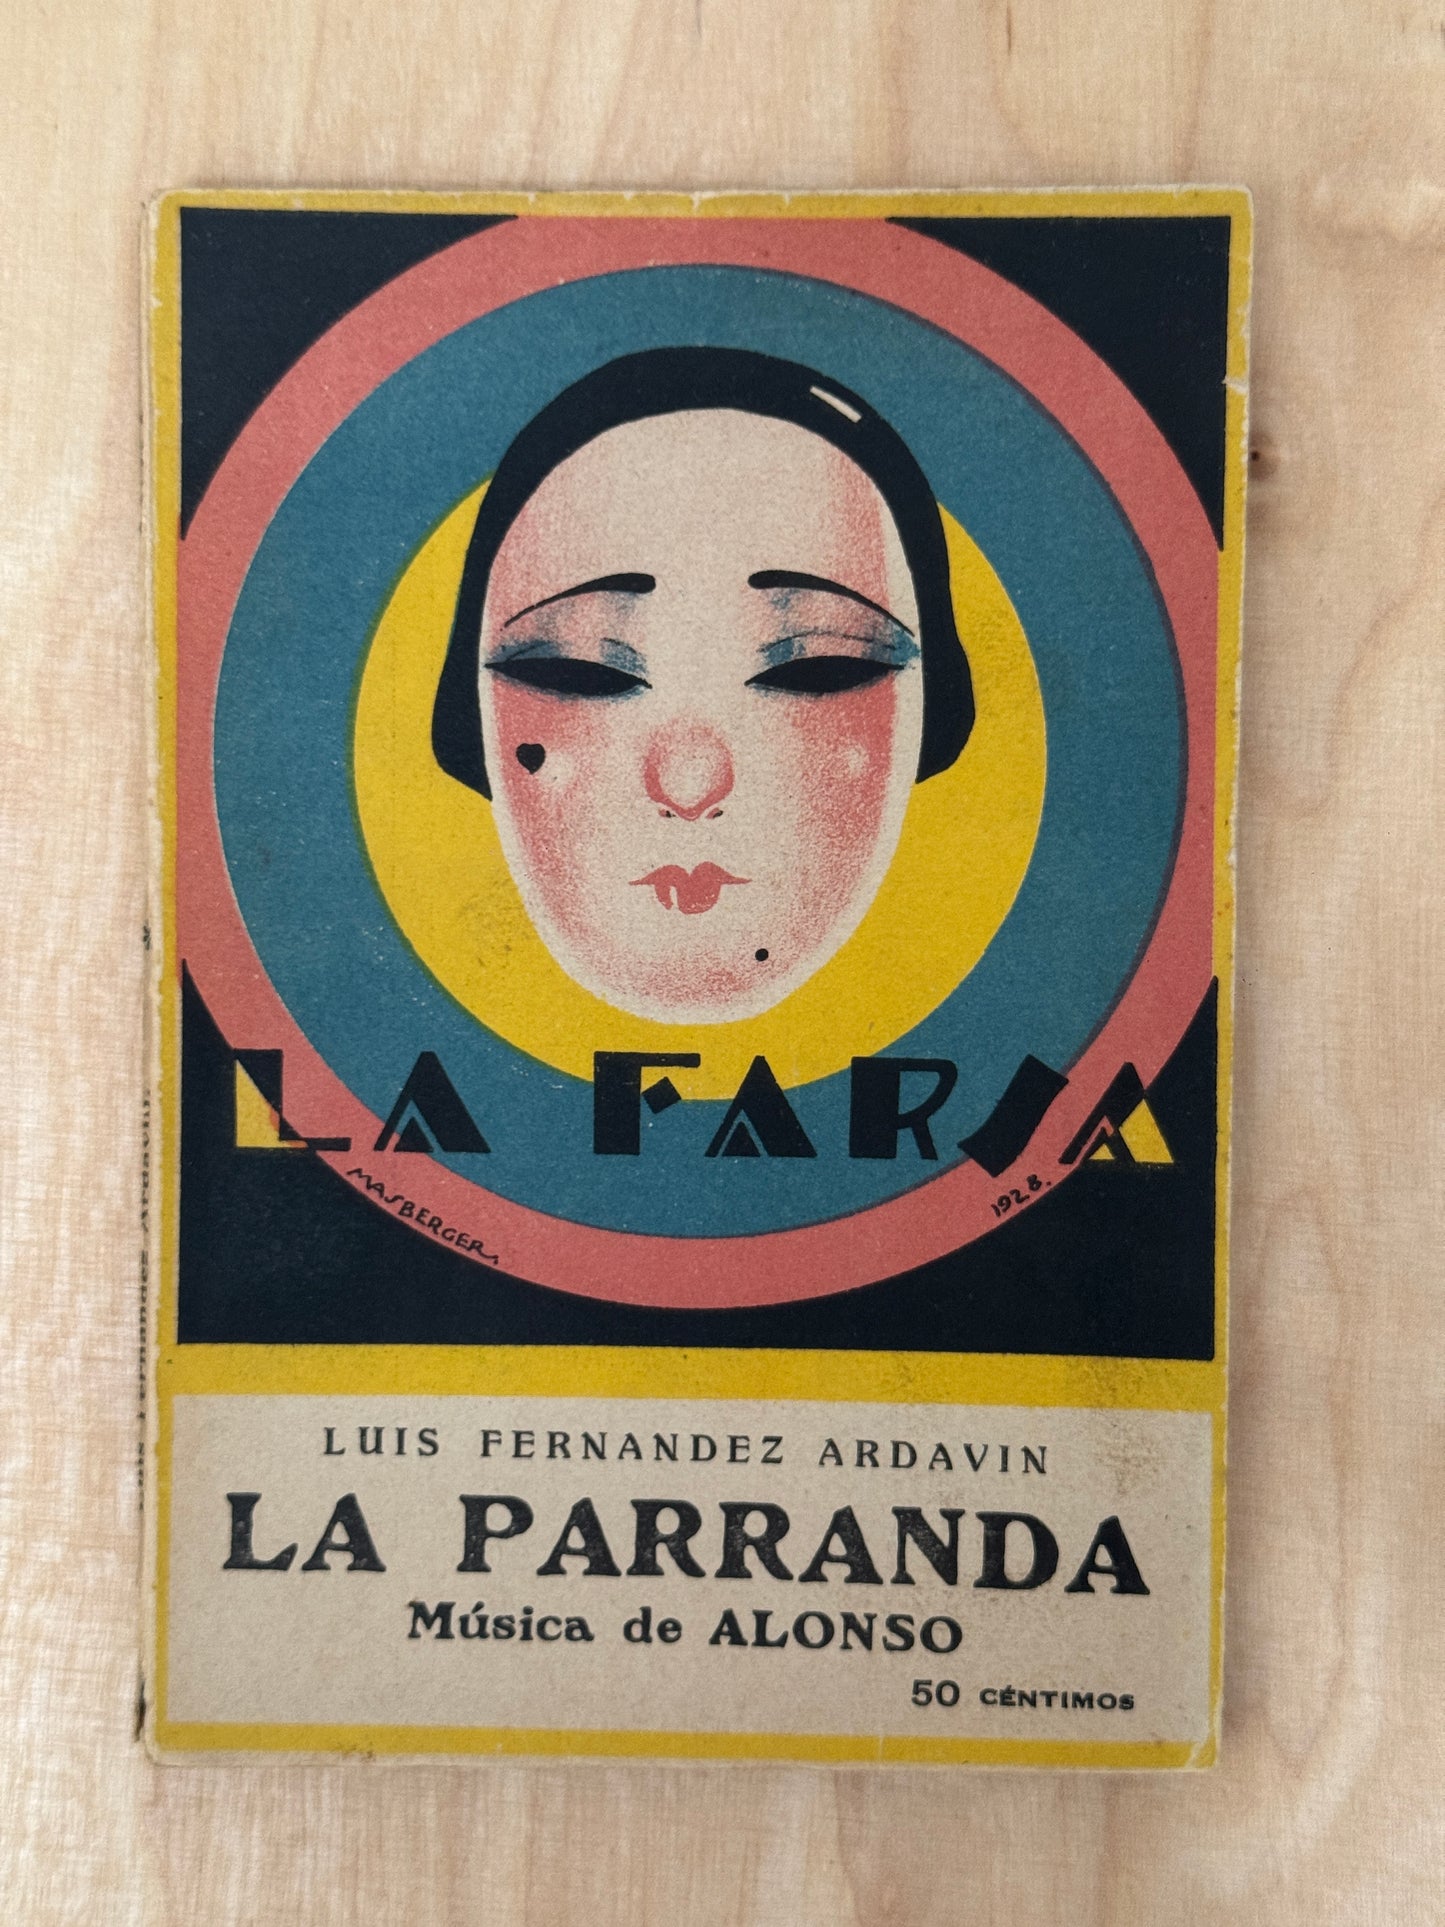 LA FARSA
MASBERGER.
1928.
LUIS FERNANDEZ ARDAVIN
LA PARRANDA
Música de ALONSO
50 CÉNTIMOS